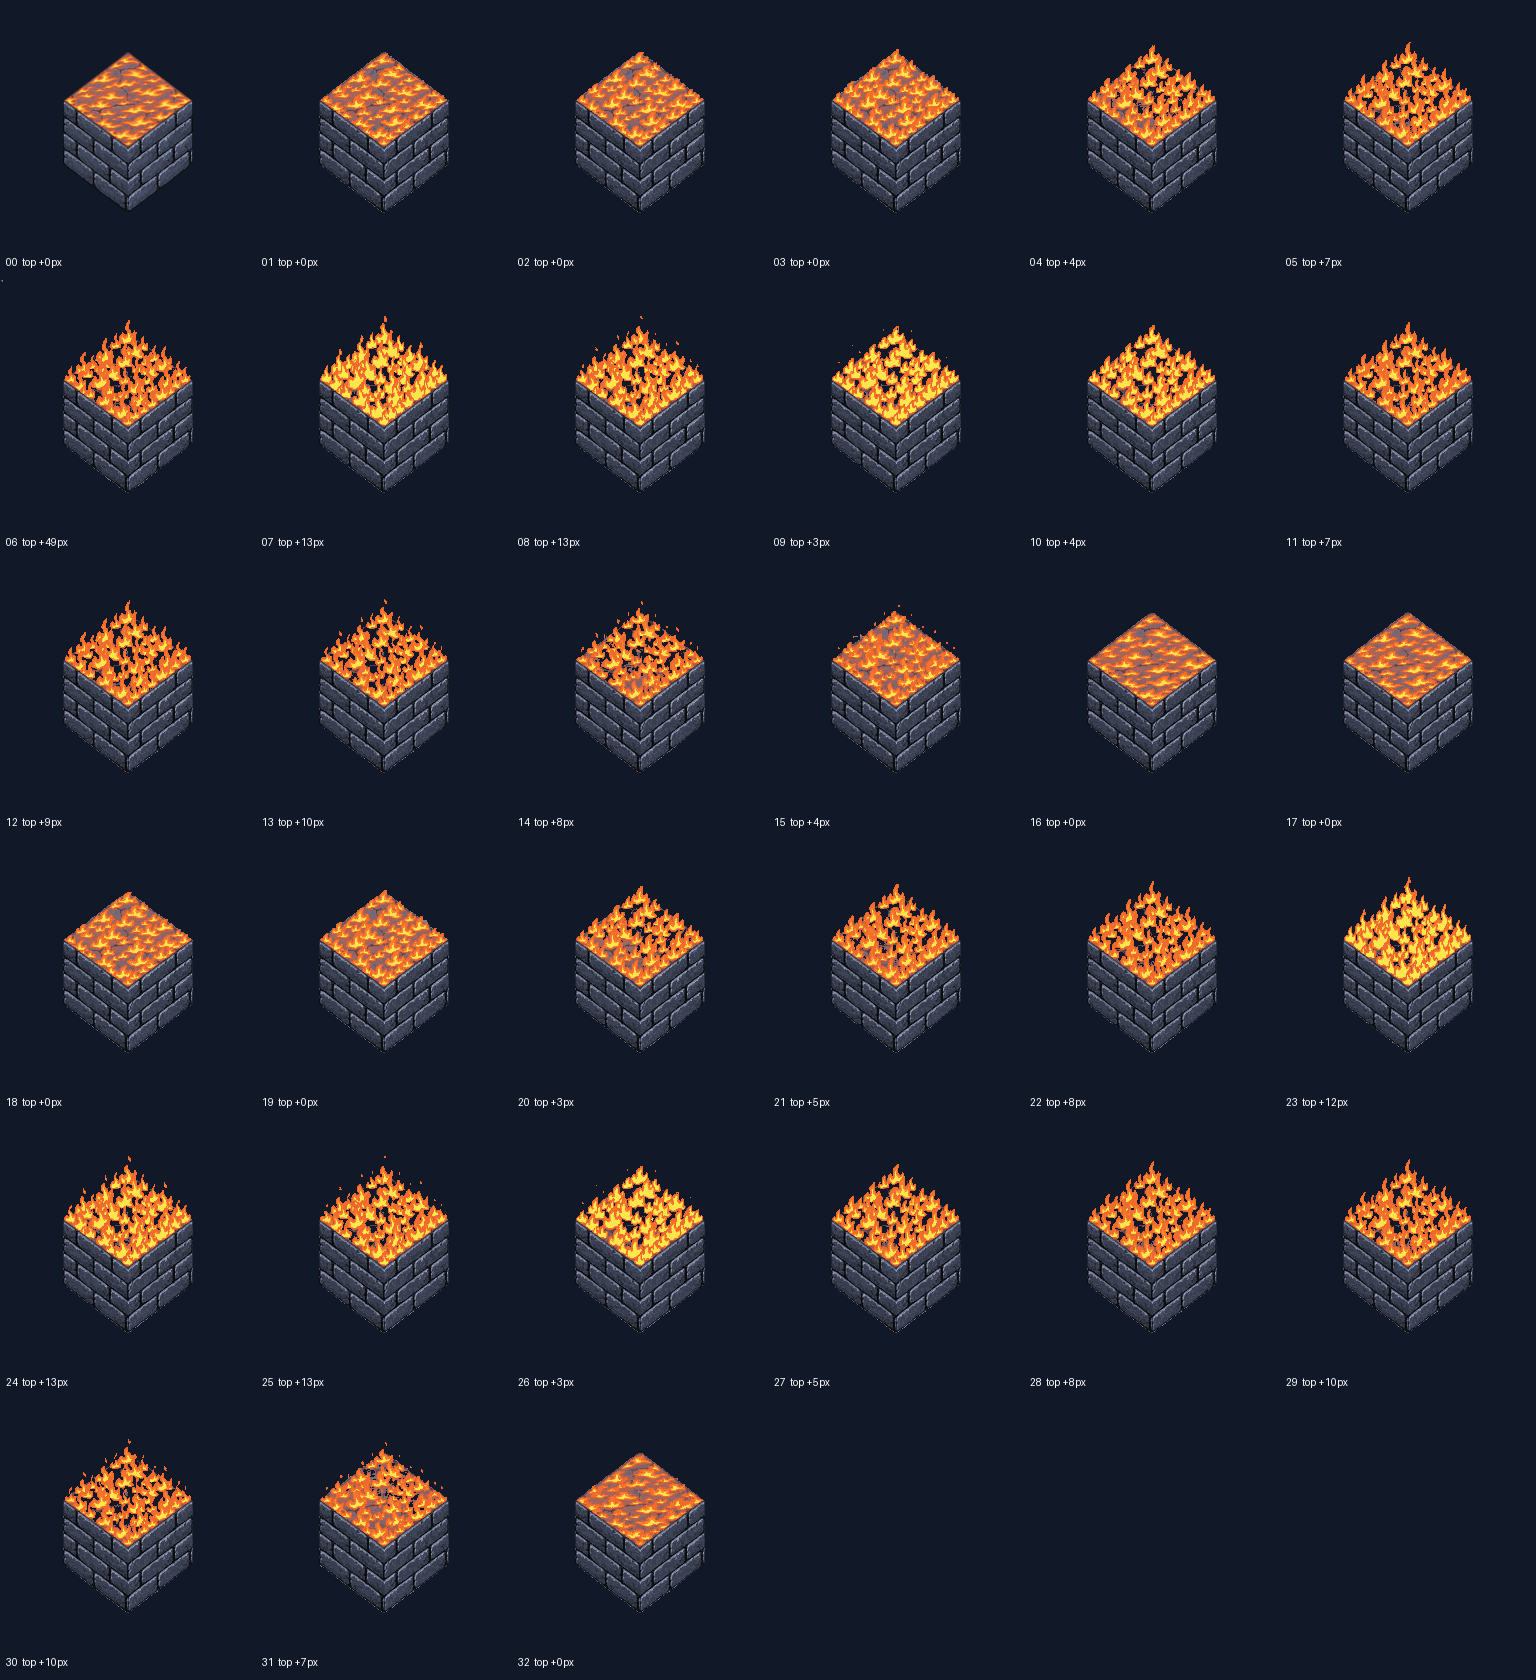 00 top +0px
01 top +0px
02 top +0px
03 top +0px
04 top +4px
05 top +7px
06 top +49px
07 top +13px
08 top +13px
09 top +3px
10 top +4px
11 top +7px
12 top +9px
13 top +10px
14 top +8px
15 top +4px
16 top +0px
17 top +0px
18 top +0px
19 top +0px
20 top +3px
21 top +5px
22 top +8px
23 top +12px
24 top +13px
25 top +13px
26 top +3px
27 top +5px
28 top +8px
29 top +10px
30 top +10px
31 top +7px
32 top +0px